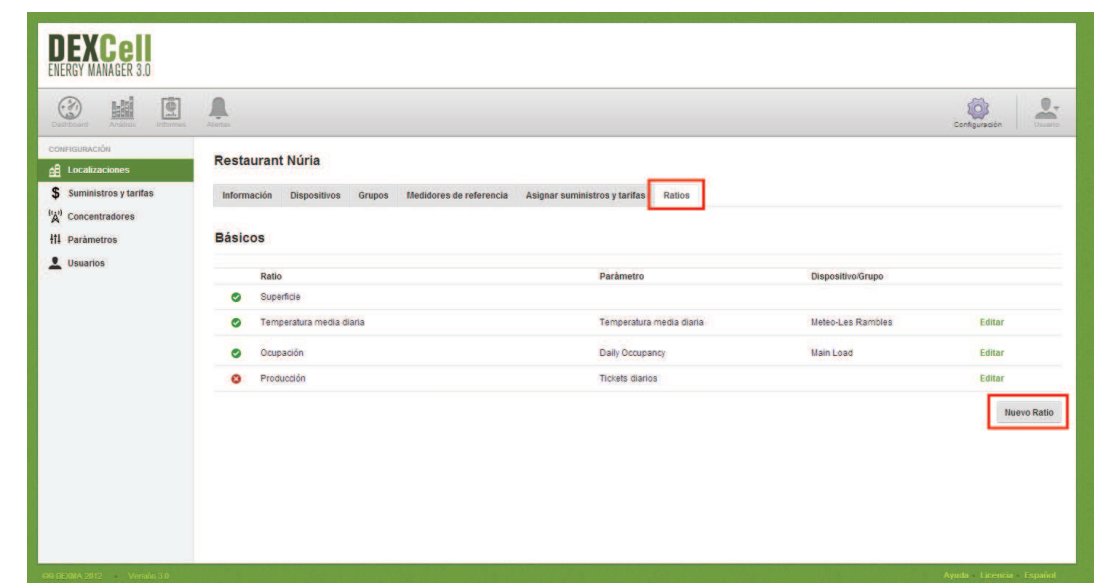 DEXCell
ENERGY MANAGER 3.0
Dashboard Análisis Informes Alertas Configuración Usuario
CONFIGURACIÓN
Localizaciones
Suministros y tarifas
Concentradores
Parámetros
Usuarios
Restaurant Núria
Información Dispositivos Grupos Medidores de referencia Asignar suministros y tarifas Ratios
Básicos
Ratio Parámetro Dispositivo/Grupo
Superficie
Temperatura media diaria Temperatura media diaria Meteo-Les Rambles Editar
Ocupación Daily Occupancy Main Load Editar
Producción Tickets diarios Editar
Nuevo Ratio
©® DEXMA 2012 - Versión 3.0 Ayuda - Licencia - Español